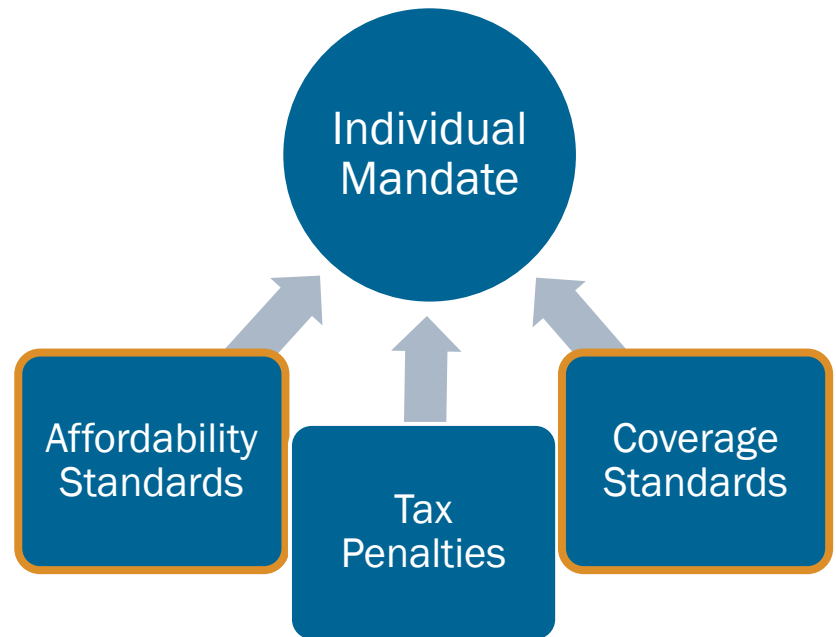 Individual
Mandate
Affordability
Standards
Tax
Penalties
Coverage
Standards